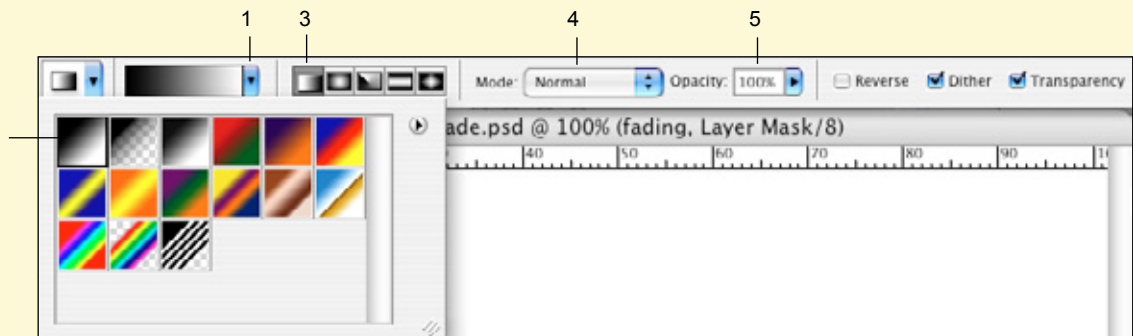 1 3 4 5
Mode: Normal Opacity: 100% Reverse Dither Transparency
ade.psd @ 100% (fading, Layer Mask/8)
40 50 60 70 80 90